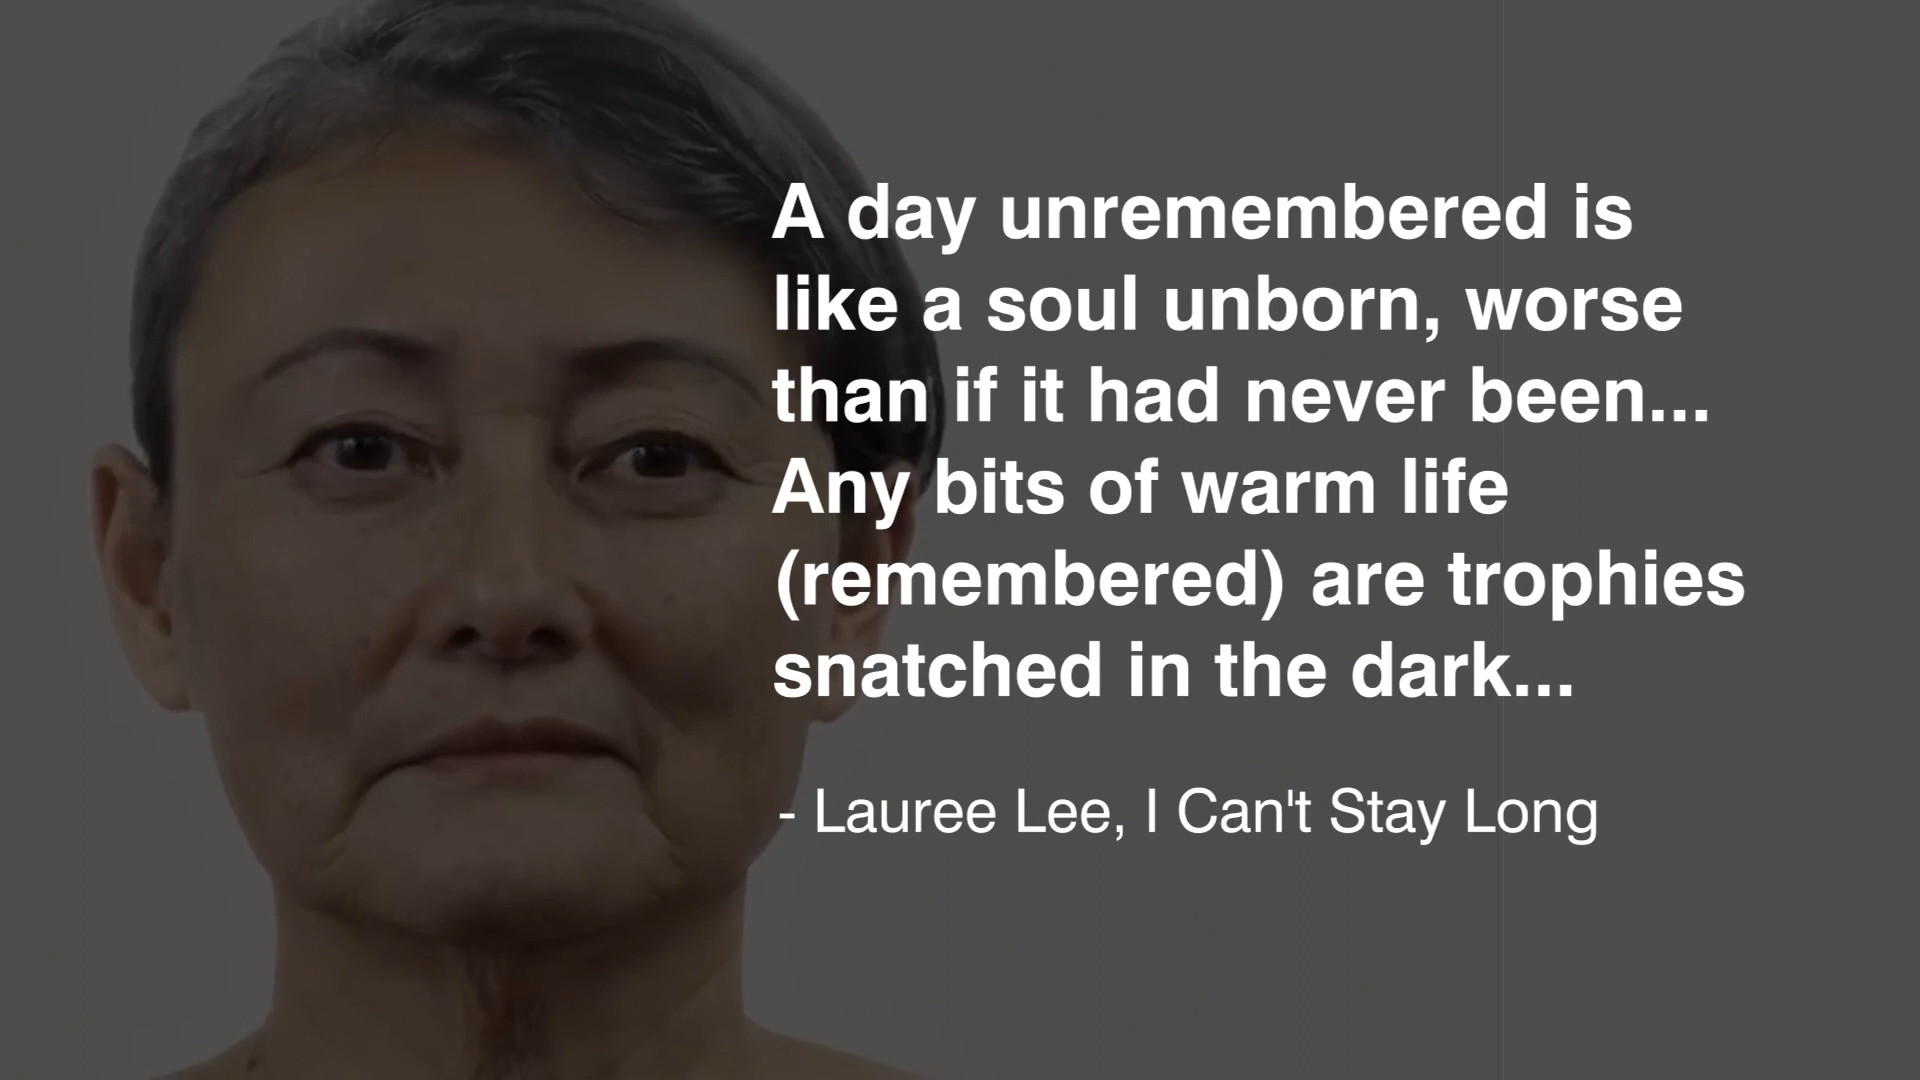 A day unremembered is
like a soul unborn, worse
than if it had never been...
Any bits of warm life
(remembered) are trophies
snatched in the dark...
- Lauree Lee, I Can't Stay Long